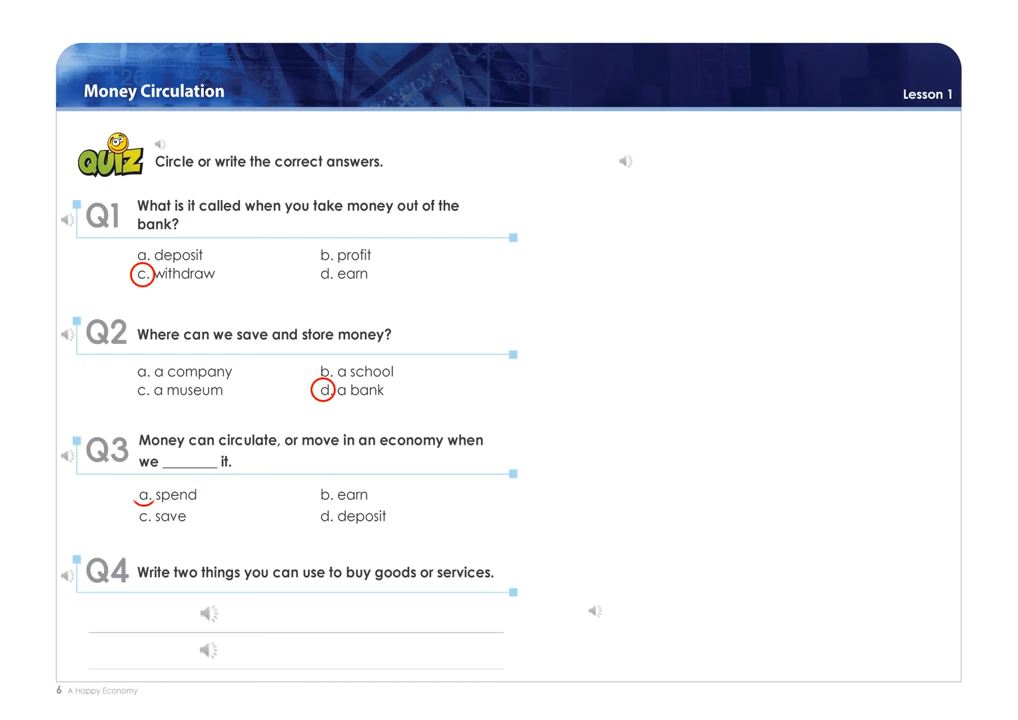 Money Circulation
Lesson 1
QUIZ
Circle or write the correct answers.
Q1
What is it called when you take money out of the
bank?
a. deposit
b. profit
c. withdraw
d. earn
Q2
Where can we save and store money?
a. a company
b. a school
c. a museum
d. a bank
Q3
Money can circulate, or move in an economy when
we ________ it.
a. spend
b. earn
c. save
d. deposit
Q4
Write two things you can use to buy goods or services.
6 A Happy Economy